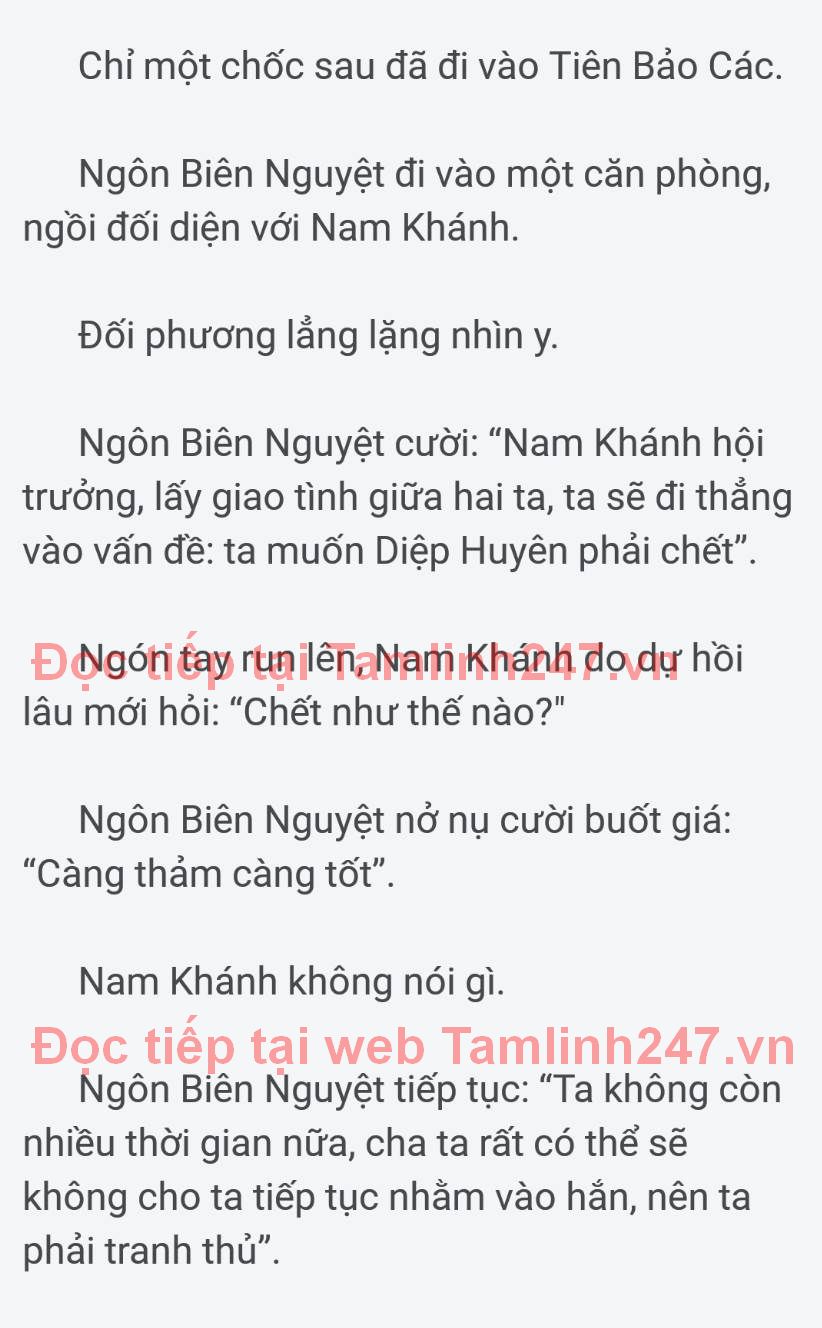 Chỉ một chốc sau đã đi vào Tiên Bảo Các.
Ngôn Biên Nguyệt đi vào một căn phòng,
ngồi đối diện với Nam Khánh.
Đối phương lẳng lặng nhìn y.
Ngôn Biên Nguyệt cười: “Nam Khánh hội
trưởng, lấy giao tình giữa hai ta, ta sẽ đi thẳng
vào vấn đề: ta muốn Diệp Huyên phải chết”.
Đọc tiếp tại Tamlinh247.vn
Ngón tay run lên, Nam Khánh do dự hồi
lâu mới hỏi: “Chết như thế nào?"
Ngôn Biên Nguyệt nở nụ cười buốt giá:
“Càng thảm càng tốt”.
Nam Khánh không nói gì.
Đọc tiếp tại web Tamlinh247.vn
Ngôn Biên Nguyệt tiếp tục: “Ta không còn
nhiều thời gian nữa, cha ta rất có thể sẽ
không cho ta tiếp tục nhằm vào hắn, nên ta
phải tranh thủ”.